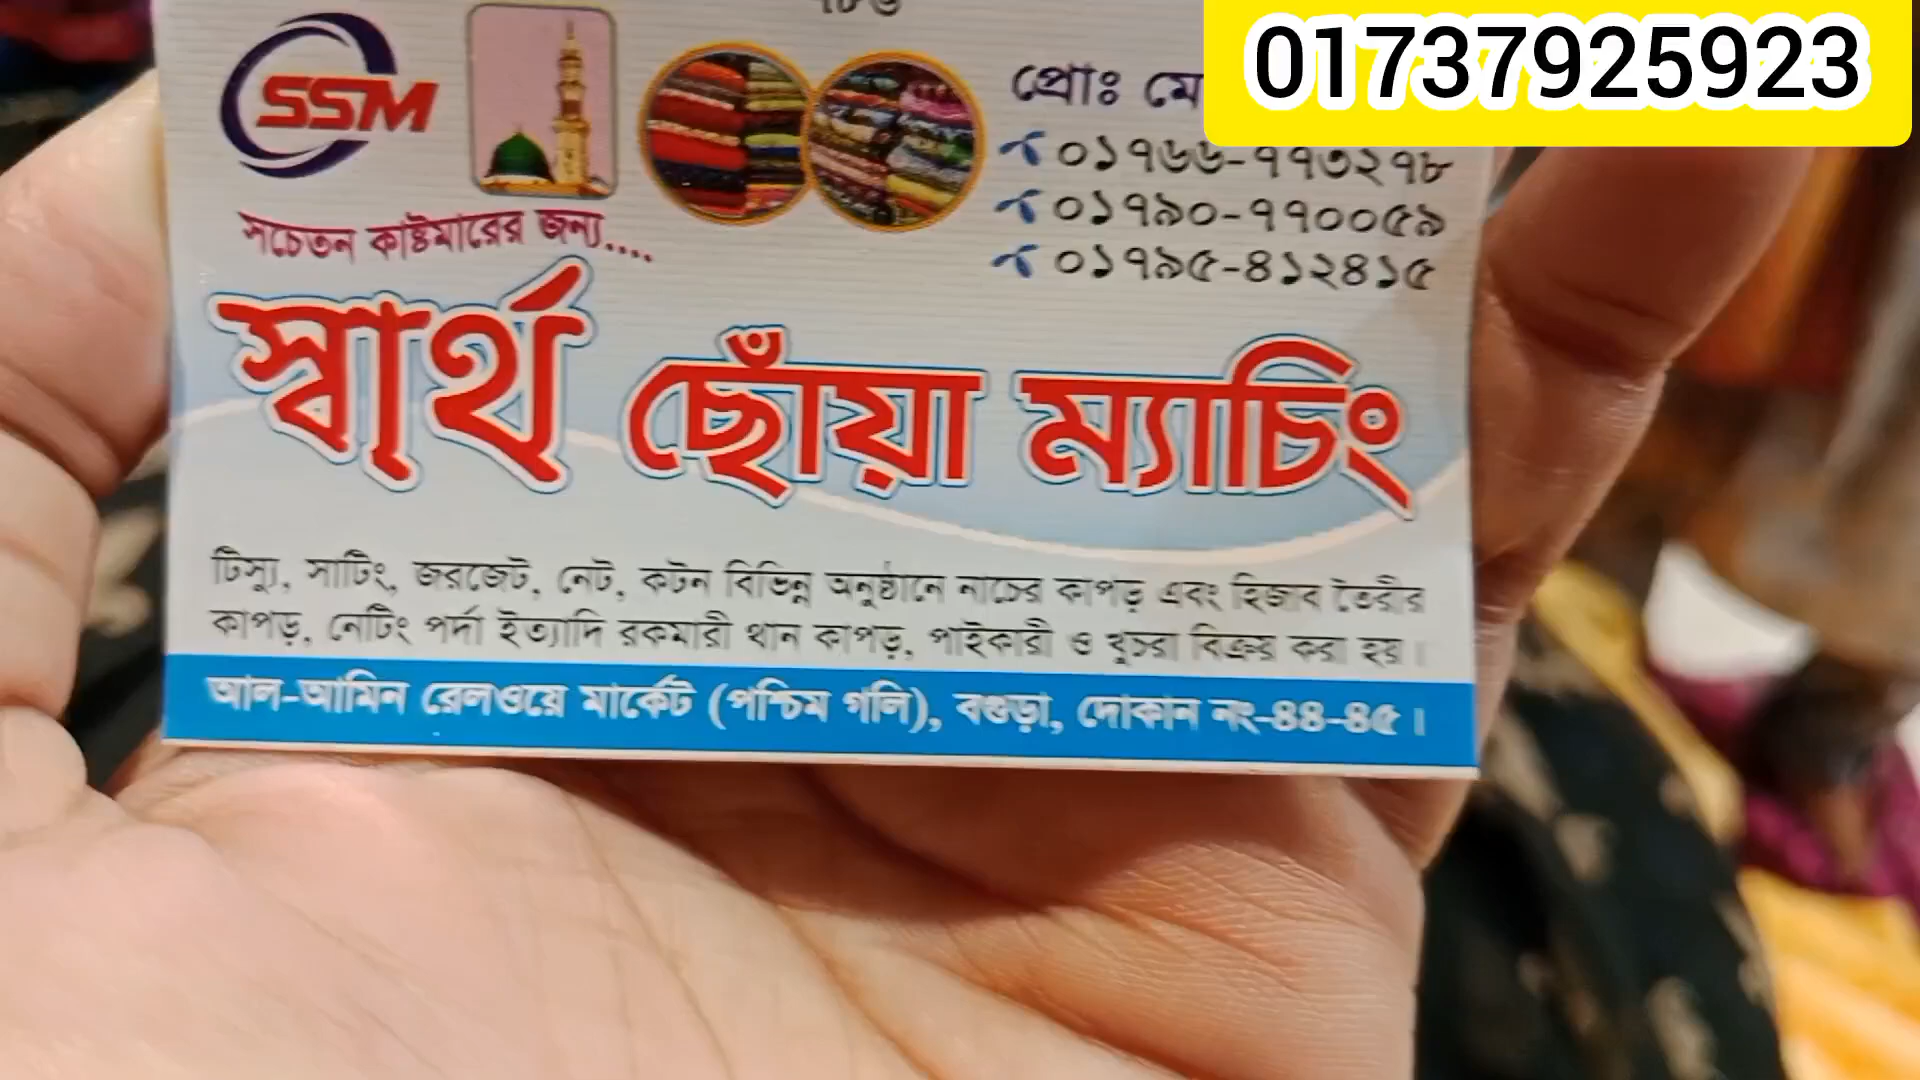 01737925923
৭৮৬
SSM
প্রোঃ মে
০১৭৬৬-৭৭৩২৭৮
০১৭৯০-৭৭০০৫৯
০১৭৯৫-৪১২৪১৫
সচেতন কাষ্টমারের জন্য....
স্বার্থ ছোঁয়া ম্যাচিং
টিস্যু, সাটিং, জরজেট, নেট, কটন বিভিন্ন অনুষ্ঠানে নাচের কাপড় এবং হিজাব তৈরীর
কাপড়, নেটিং পর্দা ইত্যাদি রকমারী থান কাপড়, পাইকারী ও খুচরা বিক্রয় করা হয়।
আল-আমিন রেলওয়ে মার্কেট (পশ্চিম গলি), বগুড়া, দোকান নং-৪৪-৪৫।